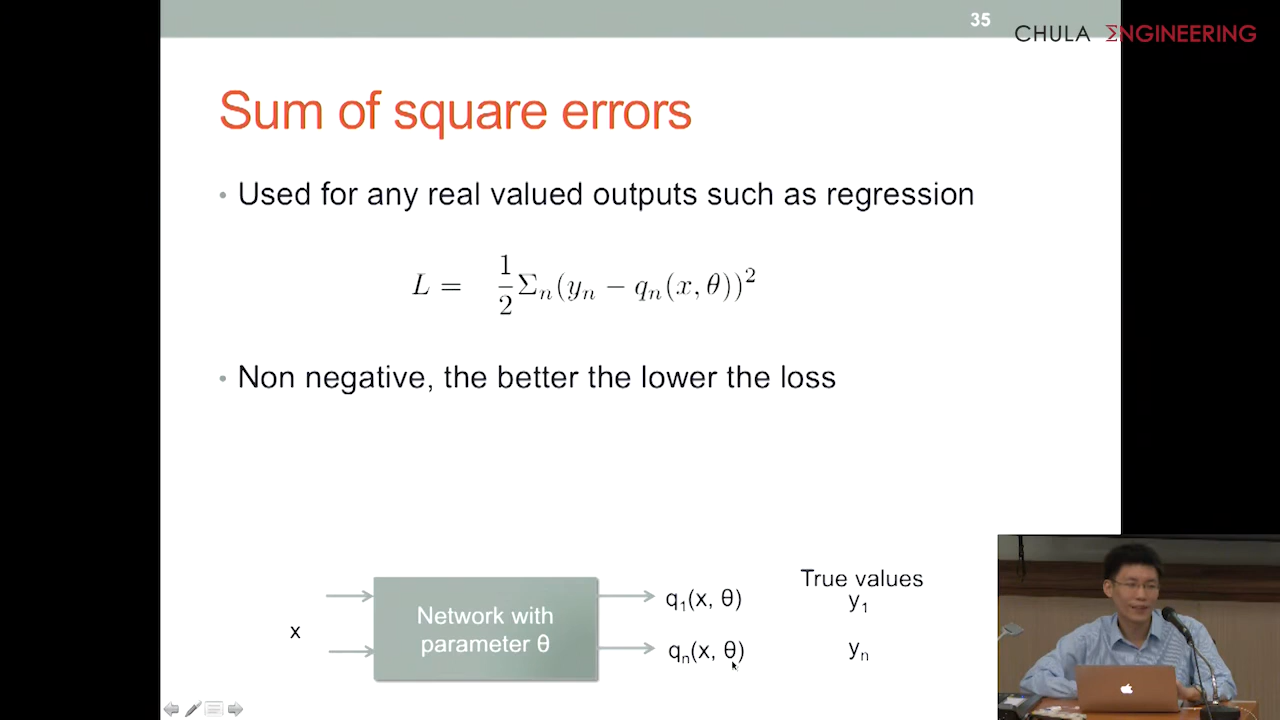 35
CHULA ΣNGINEERING
Sum of square errors
• Used for any real valued outputs such as regression
L = 1/2 Σₙ(yₙ − qₙ(x, θ))²
• Non negative, the better the lower the loss
True values
x
Network with
parameter θ
q₁(x, θ)
y₁
qₙ(x, θ)
yₙ